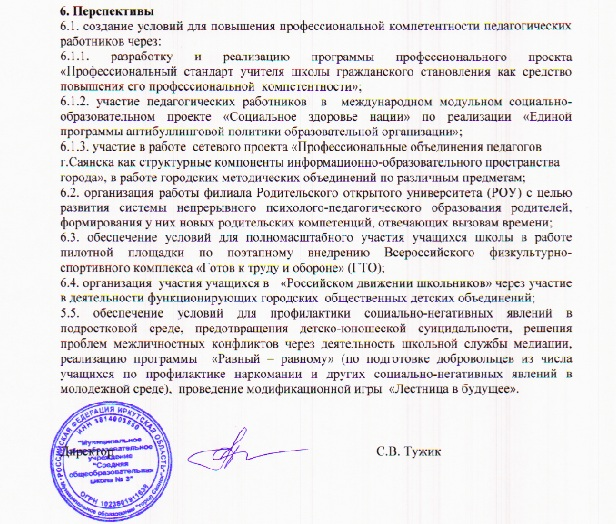 6. Перспективы
6.1. создание условий для повышения профессиональной компетентности педагогических
работников через:
6.1.1. разработку и реализацию программы профессионального проекта
«Профессиональный стандарт учителя школы гражданского становления как средство
повышения его профессиональной компетентности»;
6.1.2. участие педагогических работников в международном модульном социально-
образовательном проекте «Социальное здоровье нации» по реализации «Единой
программы антибуллинговой политики образовательной организации»;
6.1.3. участие в работе сетевого проекта «Профессиональные объединения педагогов
г.Саянска как структурные компоненты информационно-образовательного пространства
города», в работе городских методических объединений по различным предметам;
6.2. организация работы филиала Родительского открытого университета (РОУ) с целью
развития системы непрерывного психолого-педагогического образования родителей,
формирования у них новых родительских компетенций, отвечающих вызовам времени;
6.3. обеспечение условий для полномасштабного участия учащихся школы в работе
пилотной площадки по поэтапному внедрению Всероссийского физкультурно-
спортивного комплекса «Готов к труду и обороне» (ГТО);
6.4. организация участия учащихся в «Российском движении школьников» через участие
в деятельности функционирующих городских общественных детских объединений;
5.5. обеспечение условий для профилактики социально-негативных явлений в
подростковой среде, предотвращения детско-юношеской суицидальности, решения
проблем межличностных конфликтов через деятельность школьной службы медиации,
реализацию программы «Разный – равному» (по подготовке добровольцев из числа
учащихся по профилактике наркомании и других социально-негативных явлений в
молодежной среде), проведение модификационной игры «Лестница в будущее».
Директор С.В. Тужик
РОССИЙСКАЯ ФЕДЕРАЦИЯ ИРКУТСКАЯ ОБЛАСТЬ
"Муниципальное
общеобразовательное
учреждение
"Средняя
общеобразовательная
школа № 3"